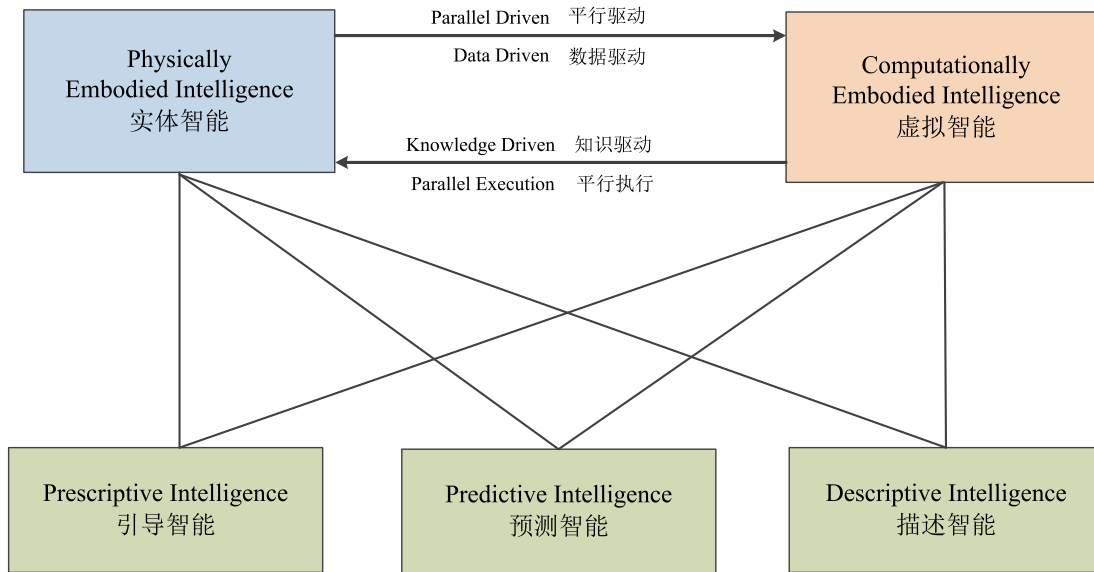 Physically
Embodied Intelligence
实体智能
Parallel Driven 平行驱动
Data Driven 数据驱动
Knowledge Driven 知识驱动
Parallel Execution 平行执行
Computationally
Embodied Intelligence
虚拟智能
Prescriptive Intelligence
引导智能
Predictive Intelligence
预测智能
Descriptive Intelligence
描述智能